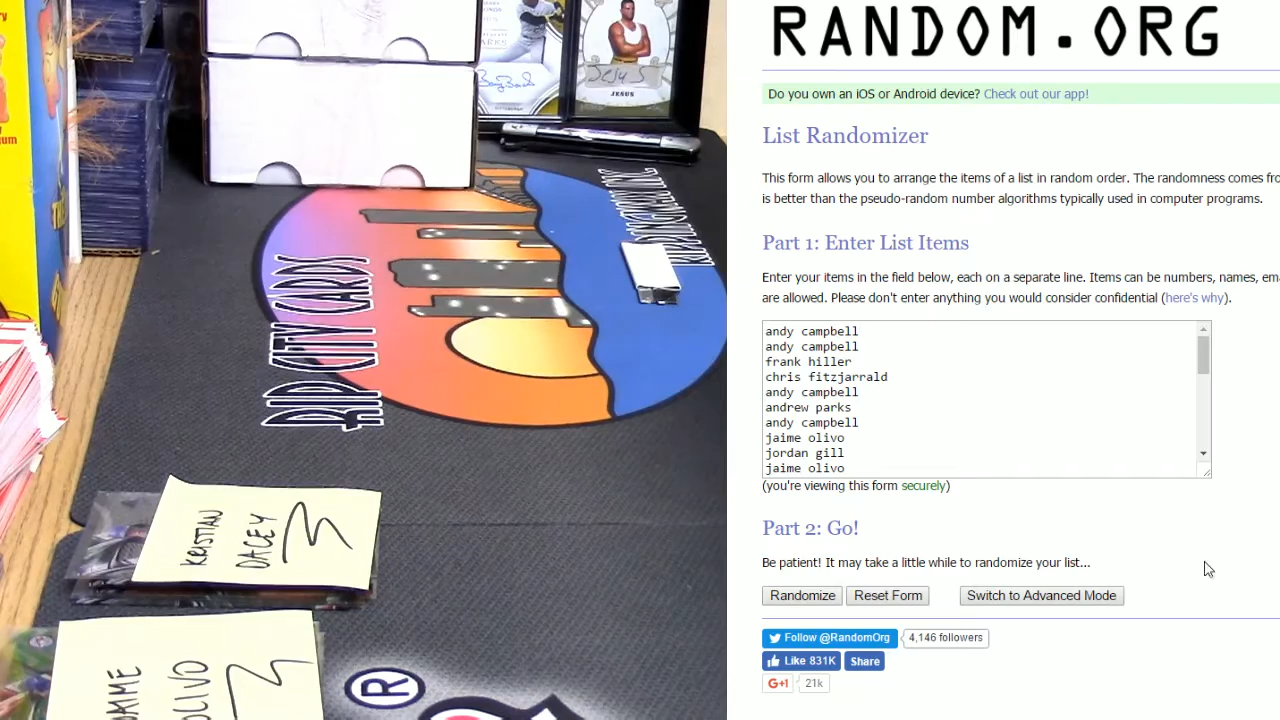 RANDOM.ORG
Do you own an iOS or Android device? Check out our app!
List Randomizer
This form allows you to arrange the items of a list in random order. The randomness comes fro
is better than the pseudo-random number algorithms typically used in computer programs.
Part 1: Enter List Items
Enter your items in the field below, each on a separate line. Items can be numbers, names, ema
are allowed. Please don't enter anything you would consider confidential (here's why).
andy campbell
andy campbell
frank hiller
chris fitzjarrald
andy campbell
andrew parks
andy campbell
jaime olivo
jordan gill
jaime olivo
(you're viewing this form securely)
Part 2: Go!
Be patient! It may take a little while to randomize your list...
Randomize Reset Form Switch to Advanced Mode
Follow @RandomOrg 4,146 followers
Like 831K Share
G+1 21k
JESUS
RIP CITY CARDS
KRISTIAN
DACEY
3
OLIVO
R